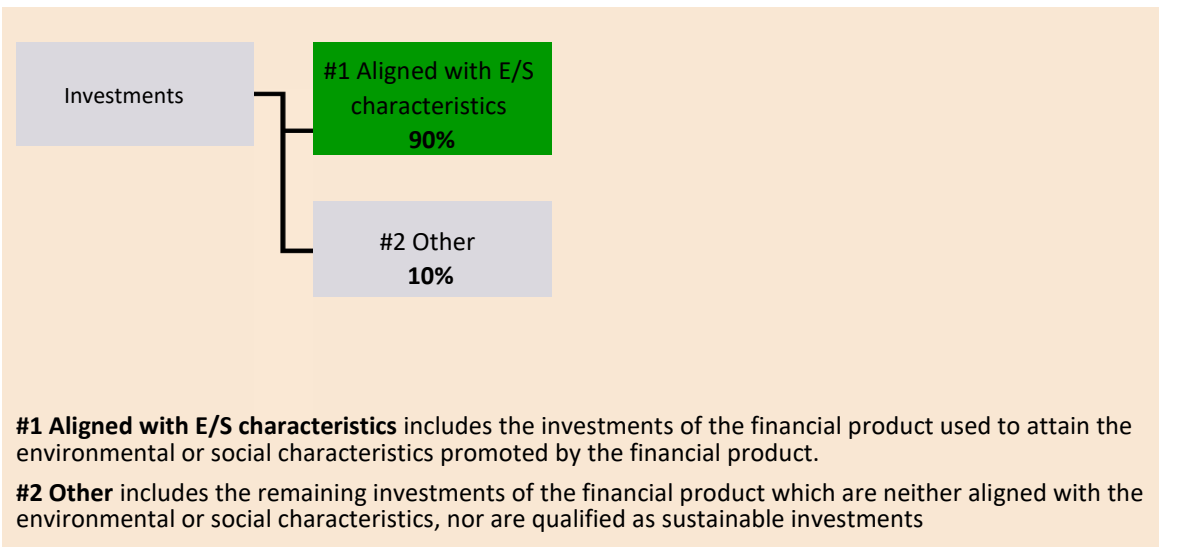 Investments
#1 Aligned with E/S
characteristics
90%
#2 Other
10%
#1 Aligned with E/S characteristics includes the investments of the financial product used to attain the
environmental or social characteristics promoted by the financial product.
#2 Other includes the remaining investments of the financial product which are neither aligned with the
environmental or social characteristics, nor are qualified as sustainable investments